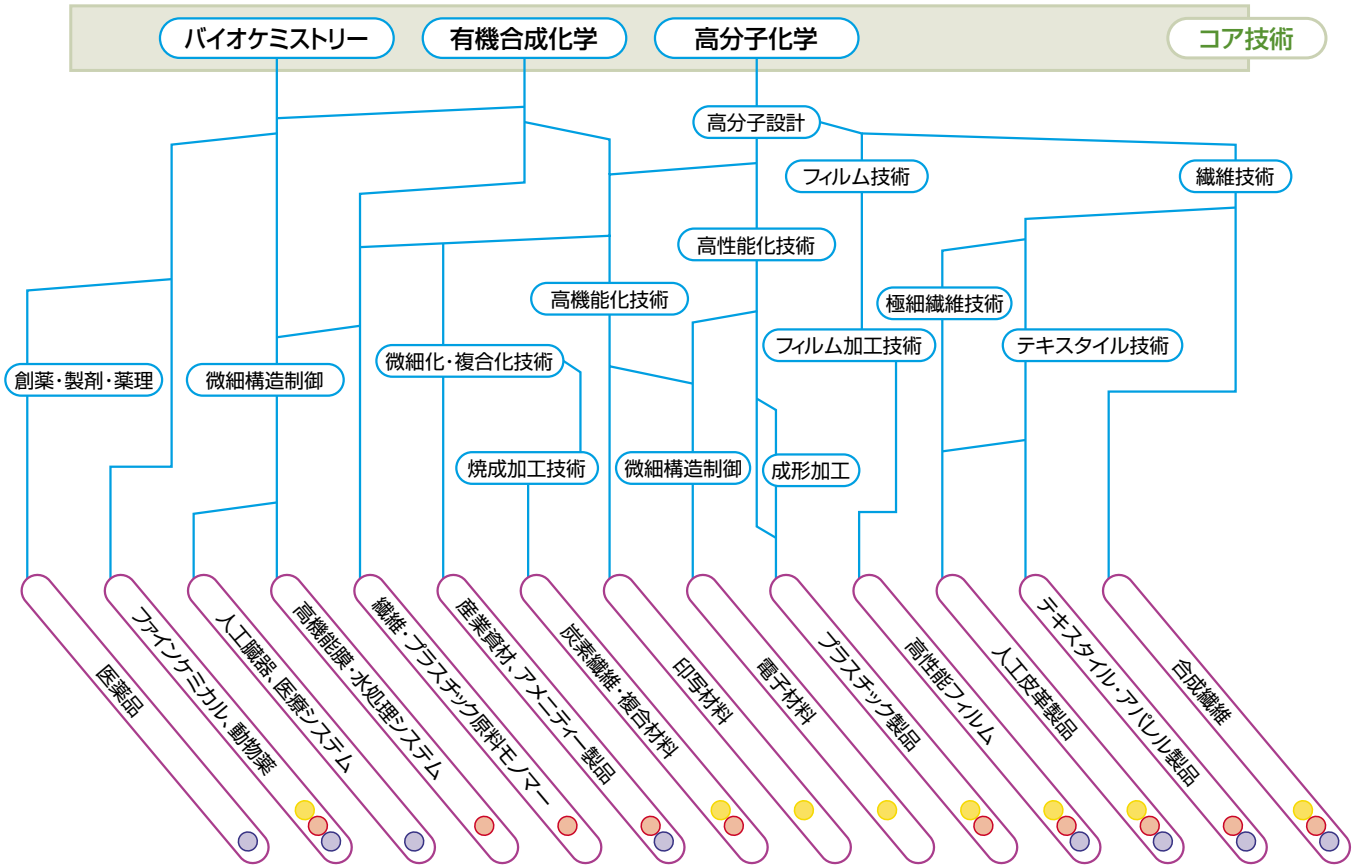 バイオケミストリー
有機合成化学
高分子化学
コア技術
高分子設計
フィルム技術
繊維技術
高性能化技術
高機能化技術
極細繊維技術
フィルム加工技術
テキスタイル技術
微細化・複合化技術
創薬・製剤・薬理
微細構造制御
焼成加工技術
微細構造制御
成形加工
医薬品
ファインケミカル、動物薬
人工臓器、医療システム
高機能膜・水処理システム
繊維・プラスチック原料モノマー
産業資材、アメニティー製品
炭素繊維・複合材料
印写材料
電子材料
プラスチック製品
高性能フィルム
人工皮革製品
テキスタイル・アパレル製品
合成繊維